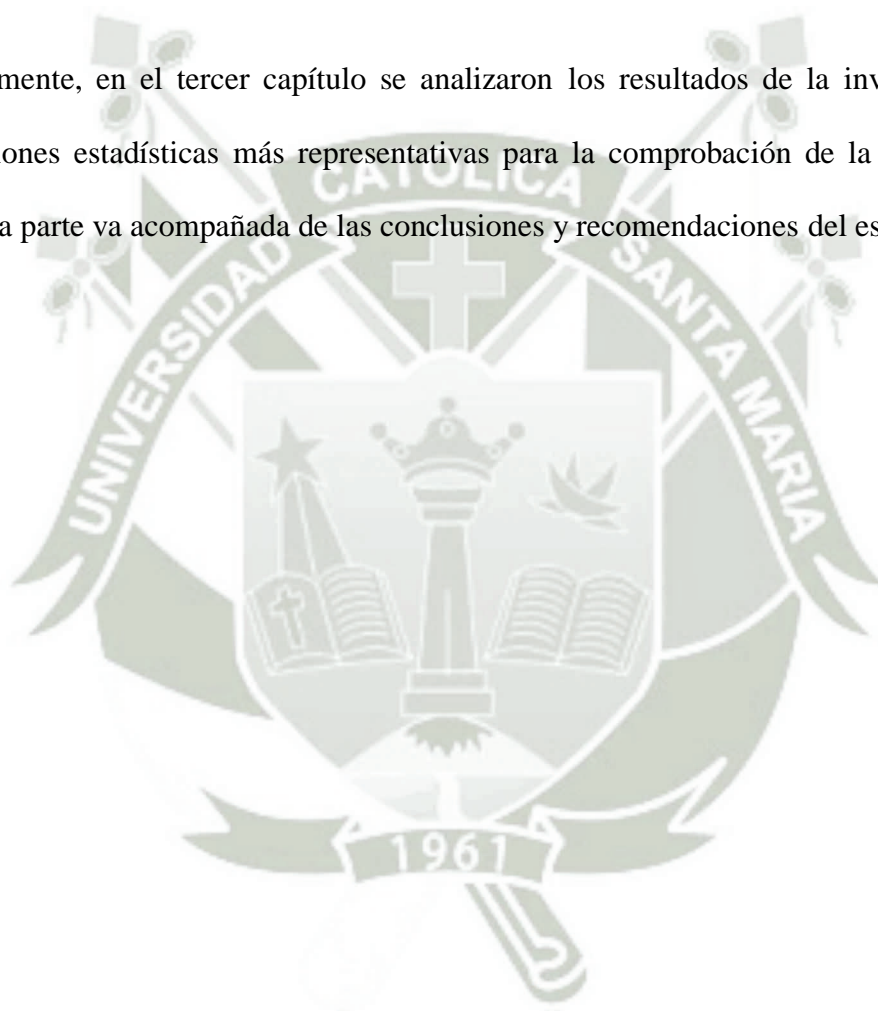 mente, en el tercer capítulo se analizaron los resultados de la inv
iones estadísticas más representativas para la comprobación de la
a parte va acompañada de las conclusiones y recomendaciones del es
UNIVERSIDAD CATOLICA SANTA MARIA
1961